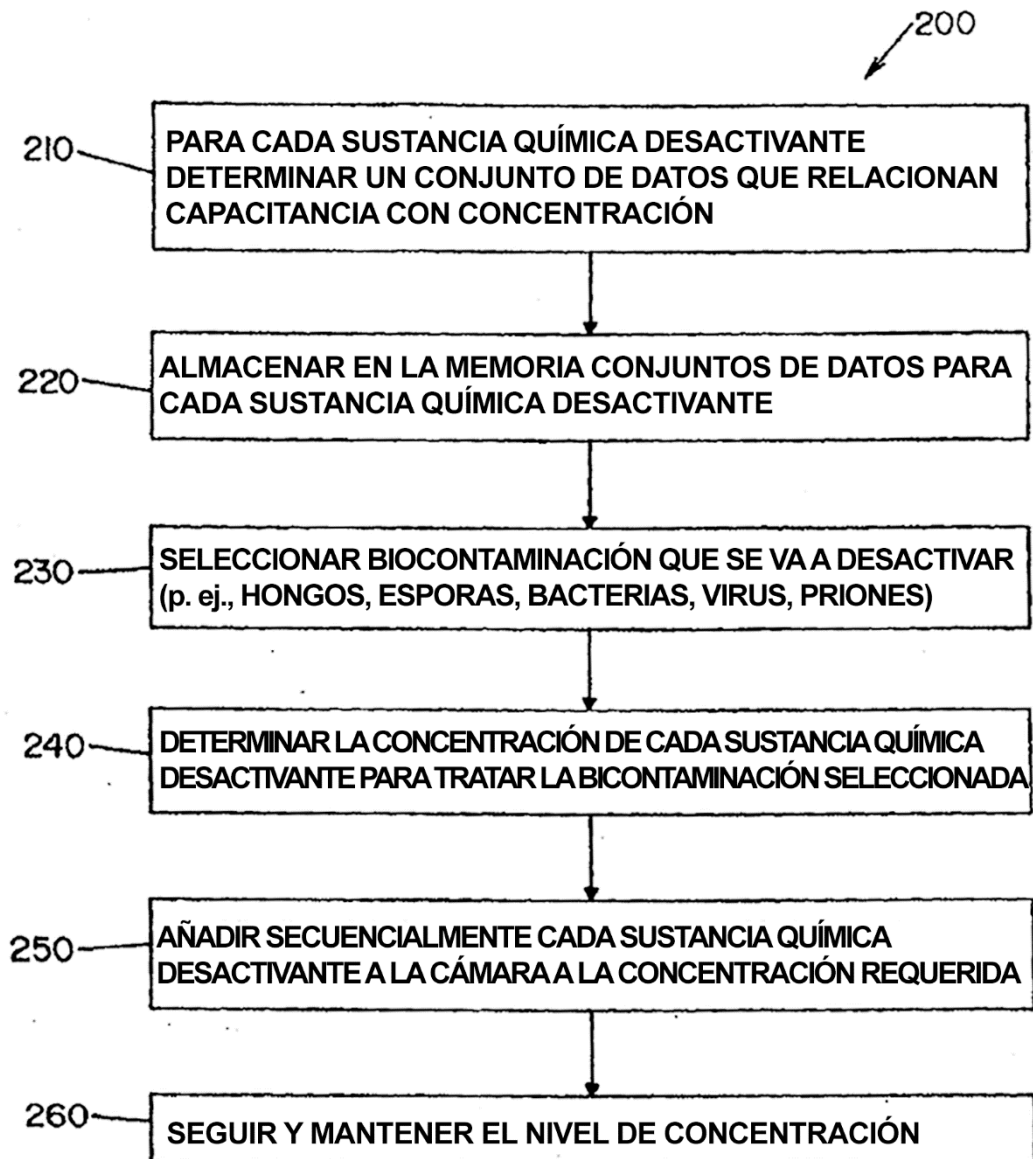 200
210
PARA CADA SUSTANCIA QUÍMICA DESACTIVANTE
DETERMINAR UN CONJUNTO DE DATOS QUE RELACIONAN
CAPACITANCIA CON CONCENTRACIÓN
220
ALMACENAR EN LA MEMORIA CONJUNTOS DE DATOS PARA
CADA SUSTANCIA QUÍMICA DESACTIVANTE
230
SELECCIONAR BIOCONTAMINACIÓN QUE SE VA A DESACTIVAR
(p. ej., HONGOS, ESPORAS, BACTERIAS, VIRUS, PRIONES)
240
DETERMINAR LA CONCENTRACIÓN DE CADA SUSTANCIA QUÍMICA
DESACTIVANTE PARA TRATAR LA BICONTAMINACIÓN SELECCIONADA
250
AÑADIR SECUENCIALMENTE CADA SUSTANCIA QUÍMICA
DESACTIVANTE A LA CÁMARA A LA CONCENTRACIÓN REQUERIDA
260
SEGUIR Y MANTENER EL NIVEL DE CONCENTRACIÓN